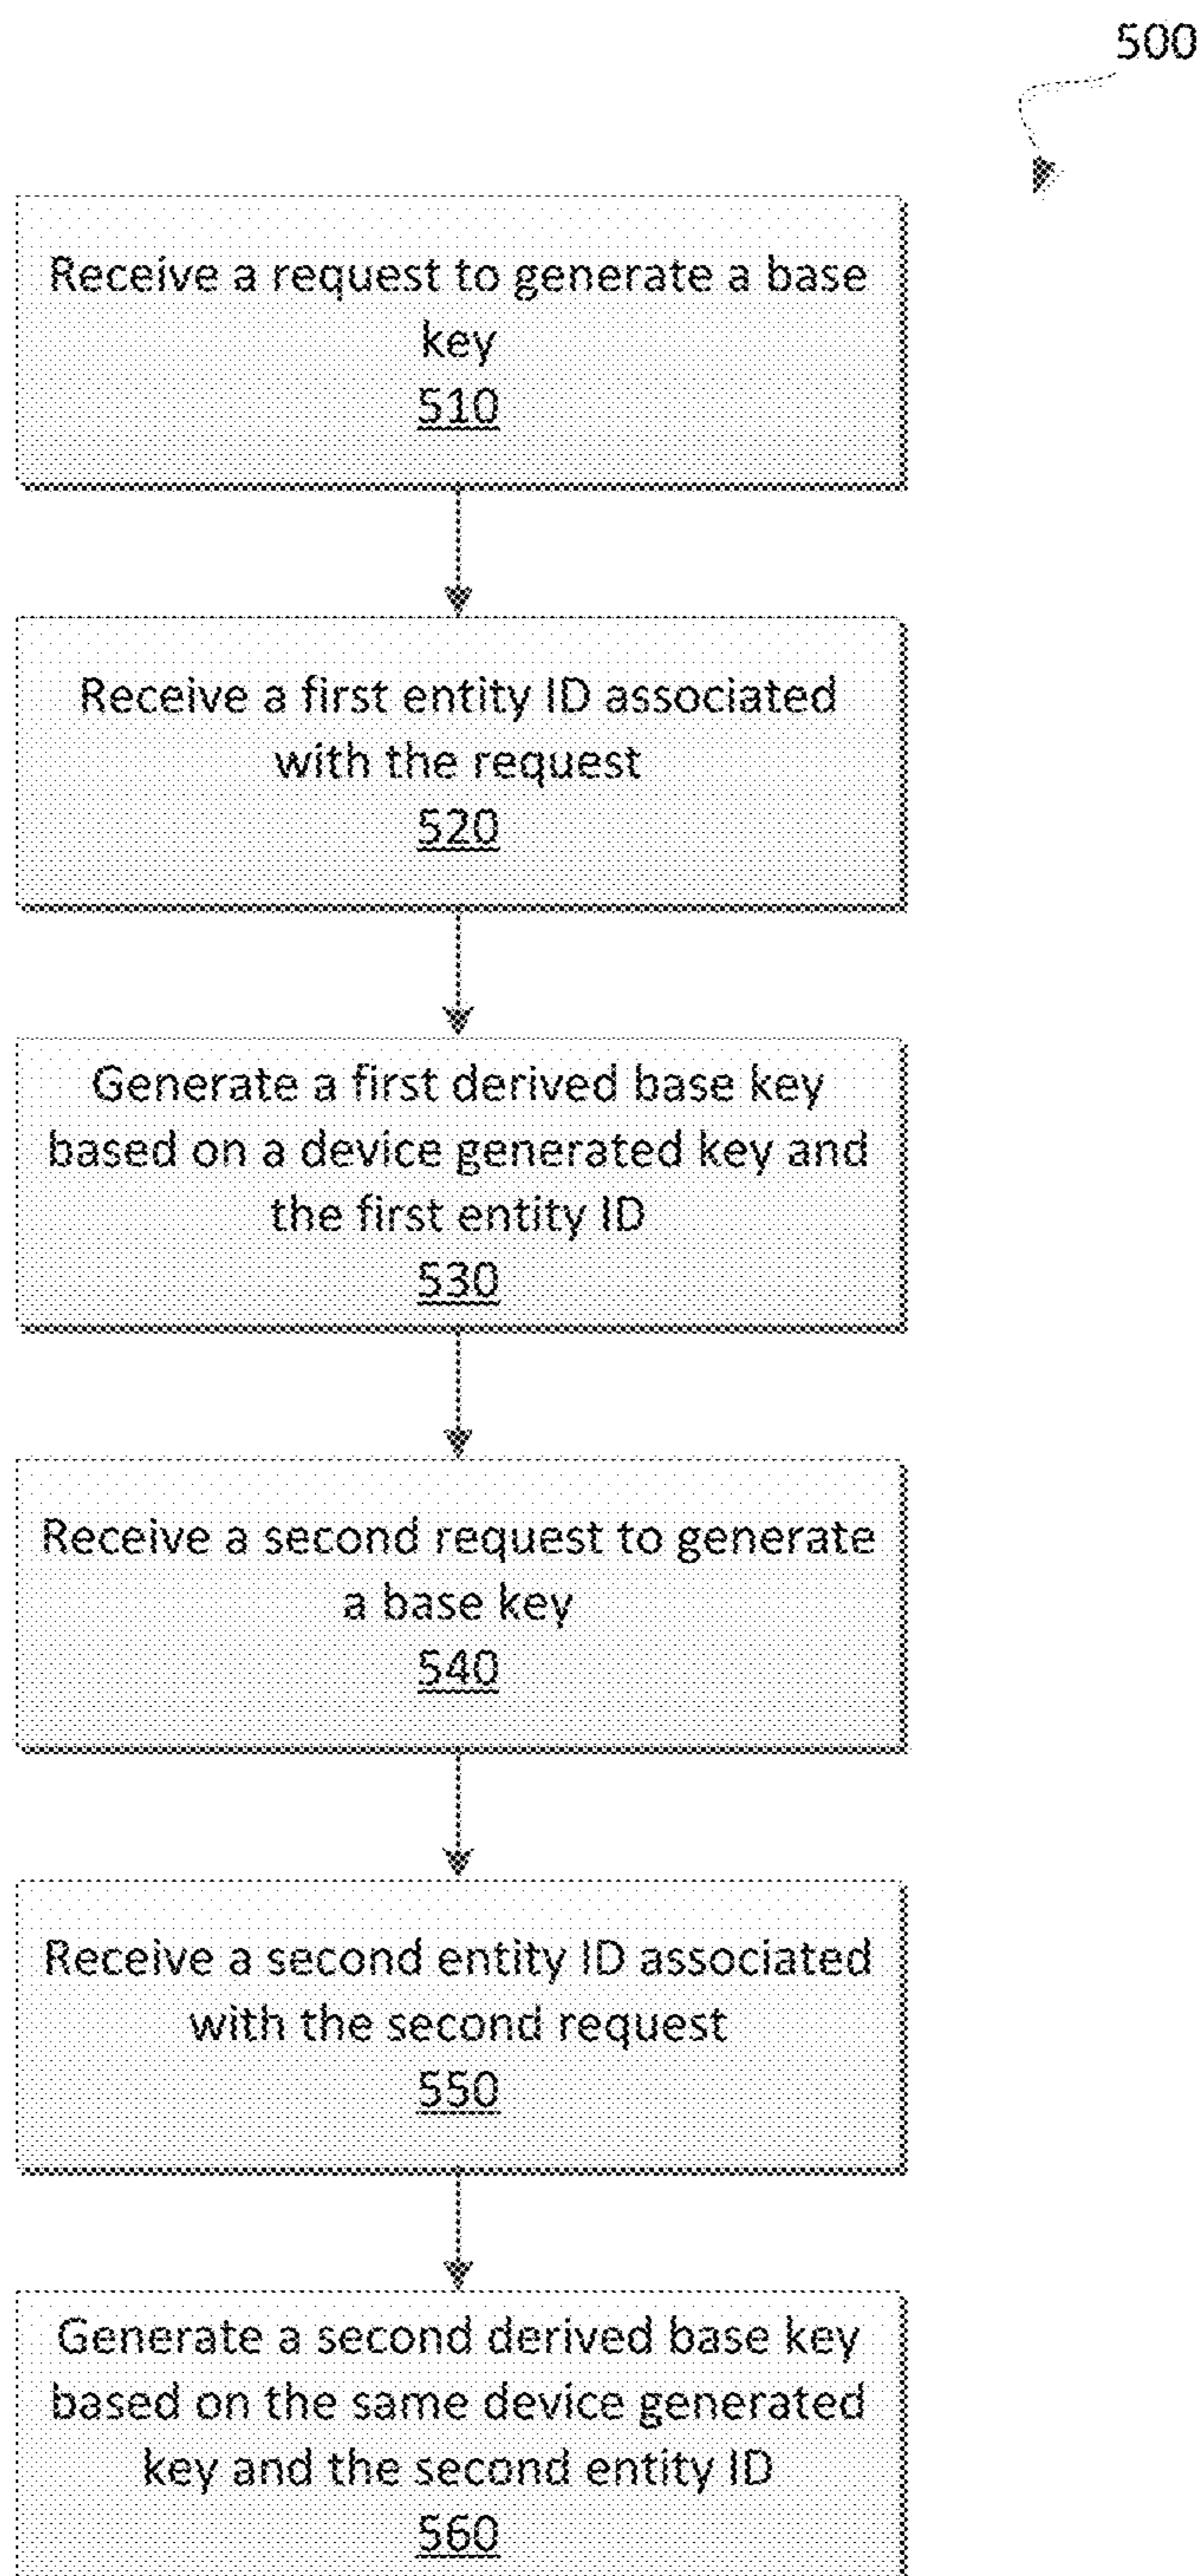 500
Receive a request to generate a base
key
510
Receive a first entity ID associated
with the request
520
Generate a first derived base key
based on a device generated key and
the first entity ID
530
Receive a second request to generate
a base key
540
Receive a second entity ID associated
with the second request
550
Generate a second derived base key
based on the same device generated
key and the second entity ID
560